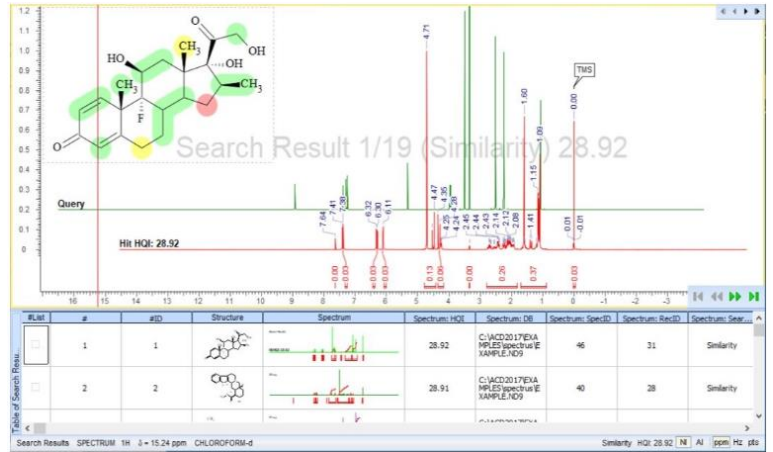 1.2
1.1
1.0
0.9
0.8
0.7
0.6
0.5
0.4
0.3
0.2
0.1
0
O
OH
CH3
HO
OH
CH3
CH3
F
O
Search Result 1/19 (Similarity) 28.92
TMS
Query
Hit HQI: 28.92
7.64
7.41
7.38
6.32
6.30
6.11
4.71
4.47
4.35
4.28
4.25
4.24
2.45
2.44
2.43
2.14
2.12
2.08
1.60
1.41
1.15
1.09
0.01
0.00
-0.01
0.00
0.03
0.03
0.03
0.13
0.00
0.26
0.37
0.03
16 15 14 13 12 11 10 9 8 7 6 5 4 3 2 1 0 -1 -2 -3
#List # #ID Structure Spectrum Spectrum: HQI Spectrum: DB Spectrum: SpecID Spectrum: RecID Spectrum: Sear...
1 1 28.92 C:\ACD2017\EXA
MPLES\spectrus\E
XAMPLE.ND9 46 31 Similarity
2 2 28.91 C:\ACD2017\EXA
MPLES\spectrus\E
XAMPLE.ND9 40 28 Similarity
Table of Search Resu...
Search Results SPECTRUM 1H δ = 15.24 ppm CHLOROFORM-d Similarity HQI: 28.92 NI AI ppm Hz pts